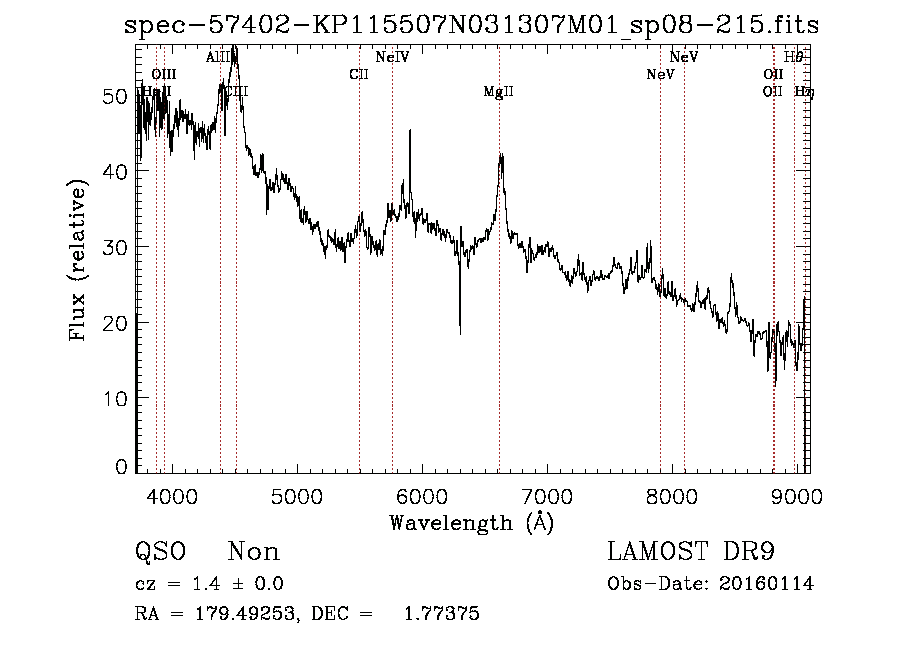 spec-57402-KP115507N031307M01_sp08-215.fits
AlIII NeIV NeV Hθ
OIII CII NeV OII
HeII CIII MgII OII Hη
50
40
30
20
10
0
Flux (relative)
4000 5000 6000 7000 8000 9000
Wavelength (Å)
QSO Non LAMOST DR9
cz = 1.4 ± 0.0 Obs-Date: 20160114
RA = 179.49253, DEC = 1.77375